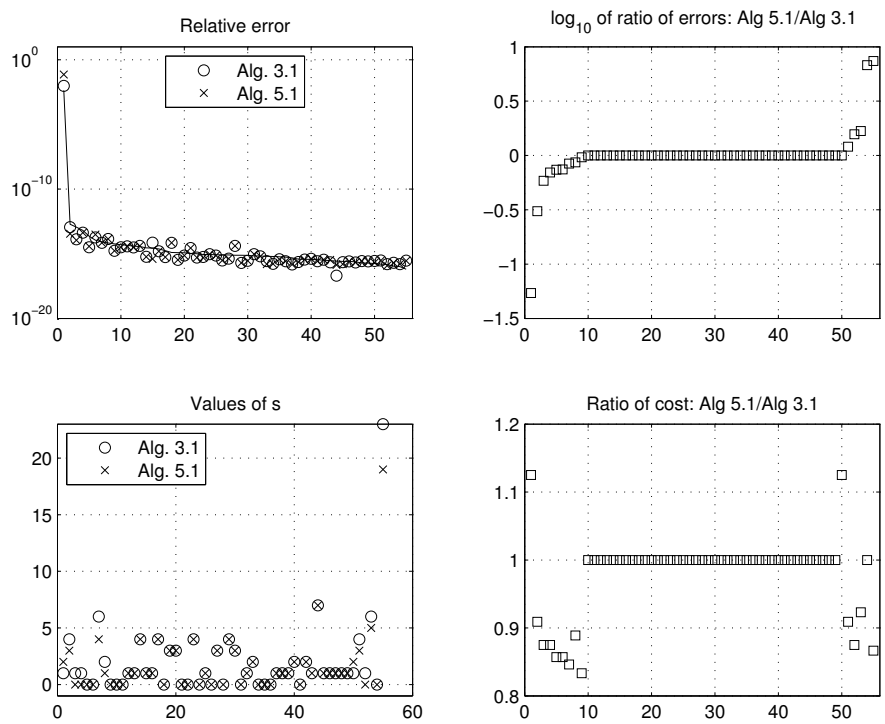 Relative error
10^0
10^-10
10^-20
Alg. 3.1
Alg. 5.1
0 10 20 30 40 50
log10 of ratio of errors: Alg 5.1/Alg 3.1
1
0.5
0
−0.5
−1
−1.5
0 10 20 30 40 50
Values of s
20
15
10
5
0
Alg. 3.1
Alg. 5.1
0 20 40 60
Ratio of cost: Alg 5.1/Alg 3.1
1.2
1.1
1
0.9
0.8
0 10 20 30 40 50